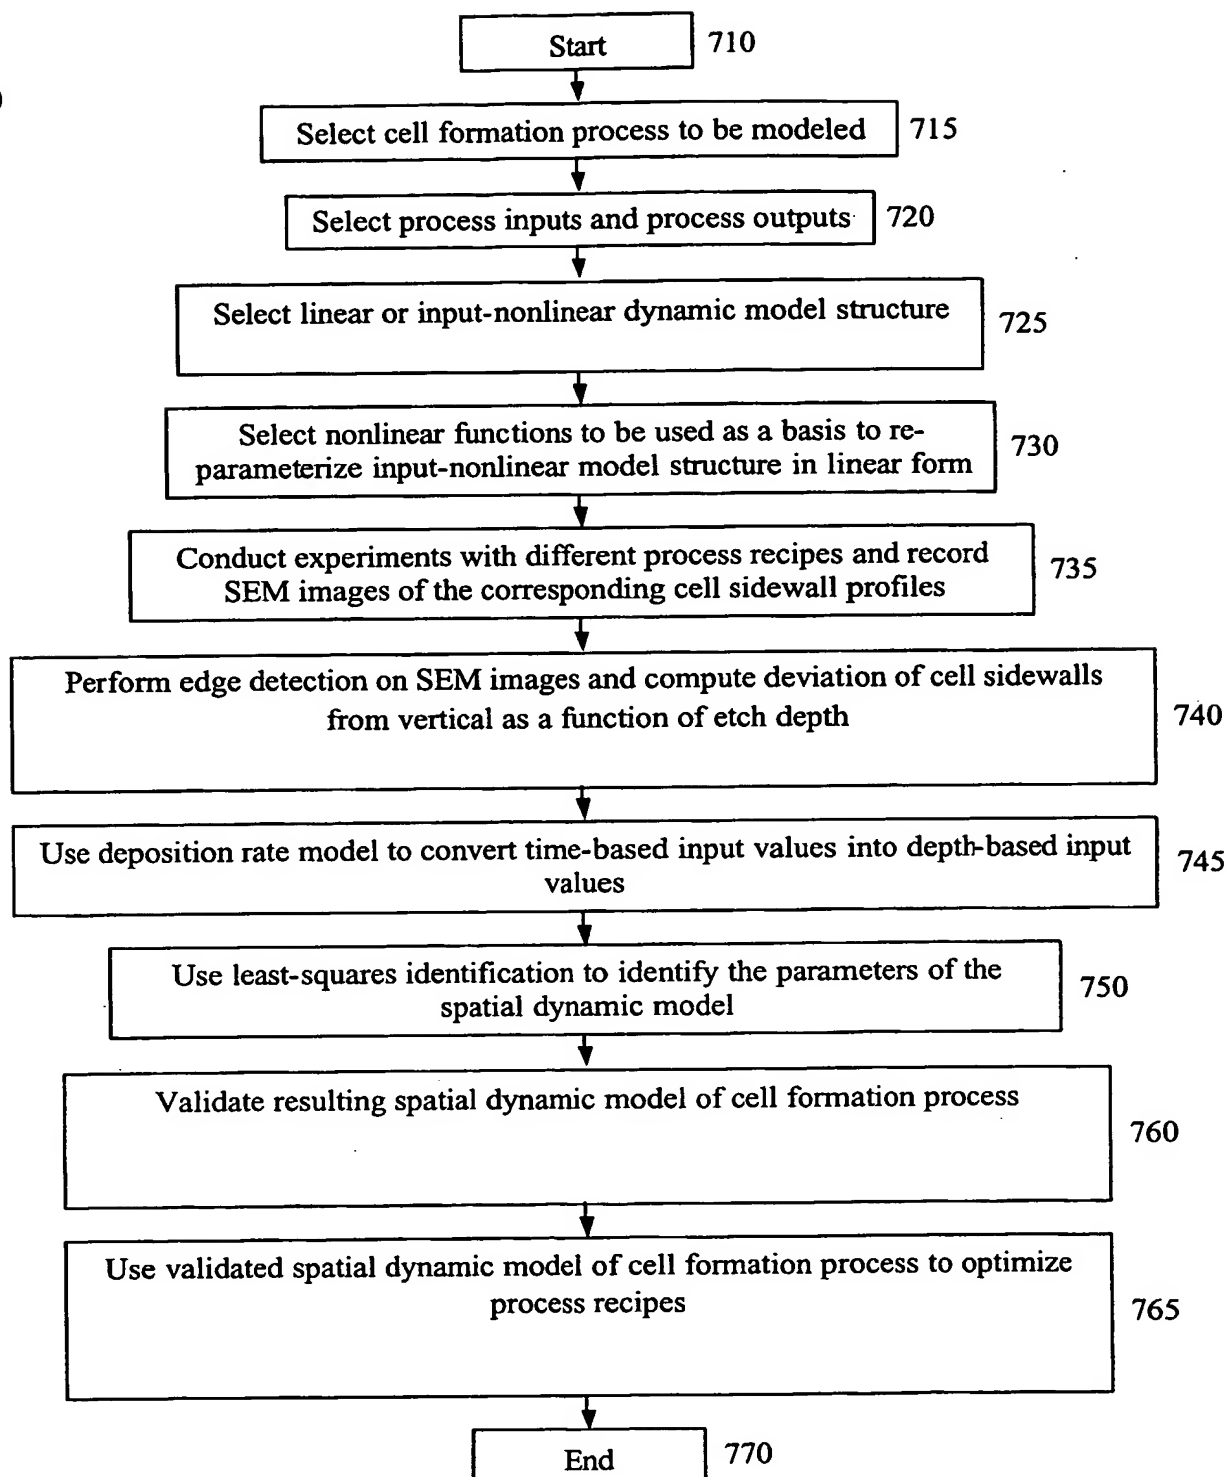 Start 710
Select cell formation process to be modeled 715
Select process inputs and process outputs 720
Select linear or input-nonlinear dynamic model structure 725
Select nonlinear functions to be used as a basis to re-
parameterize input-nonlinear model structure in linear form 730
Conduct experiments with different process recipes and record
SEM images of the corresponding cell sidewall profiles 735
Perform edge detection on SEM images and compute deviation of cell sidewalls
from vertical as a function of etch depth 740
Use deposition rate model to convert time-based input values into depth-based input
values 745
Use least-squares identification to identify the parameters of the
spatial dynamic model 750
Validate resulting spatial dynamic model of cell formation process
760
Use validated spatial dynamic model of cell formation process to optimize
process recipes 765
End 770